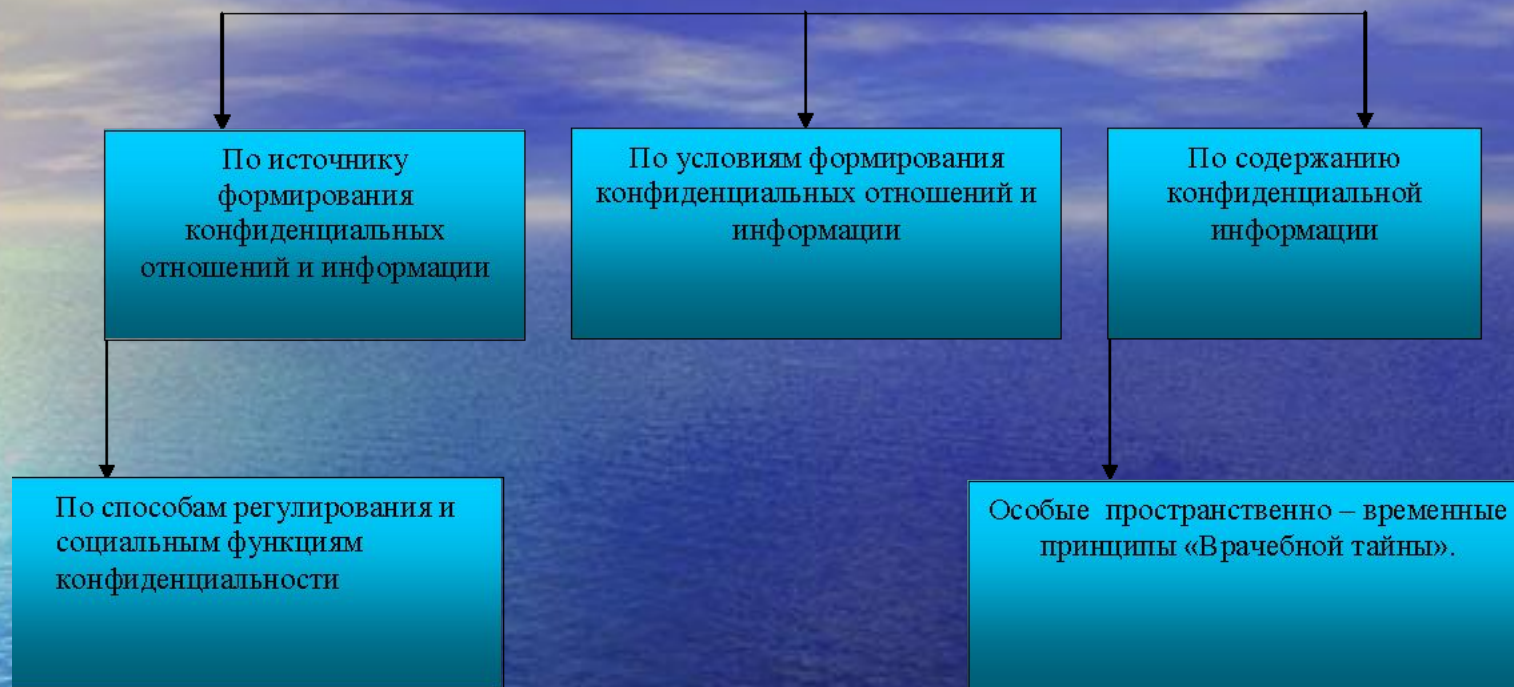 По источнику
формирования
конфиденциальных
отношений и информации
По условиям формирования
конфиденциальных отношений и
информации
По содержанию
конфиденциальной
информации
По способам регулирования и
социальным функциям
конфиденциальности
Особые пространственно – временные
принципы «Врачебной тайны».